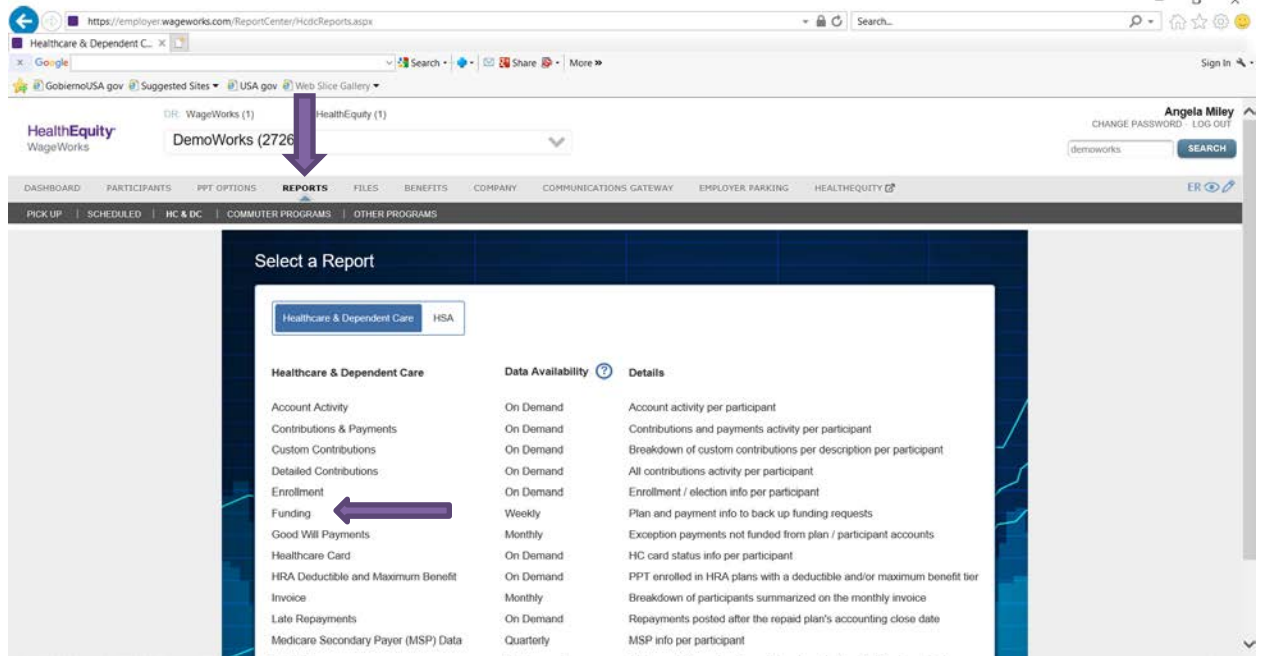 https://employer.wageworks.com/ReportCenter/HcdcReports.aspx
Search...
Healthcare & Dependent C...
Google
Search
Share
More »
Sign In
GobiernoUSA gov
Suggested Sites
USA gov
Web Slice Gallery
HealthEquity
WageWorks
DR: WageWorks (1)
HealthEquity (1)
DemoWorks (2726
Angela Miley
CHANGE PASSWORD LOG OUT
demoworks
SEARCH
DASHBOARD PARTICIPANTS PPT OPTIONS REPORTS FILES BENEFITS COMPANY COMMUNICATIONS GATEWAY EMPLOYER PARKING HEALTHEQUITY ER
PICK UP | SCHEDULED | HC & DC | COMMUTER PROGRAMS | OTHER PROGRAMS
Select a Report
Healthcare & Dependent Care HSA
Healthcare & Dependent Care Data Availability ? Details
Account Activity On Demand Account activity per participant
Contributions & Payments On Demand Contributions and payments activity per participant
Custom Contributions On Demand Breakdown of custom contributions per description per participant
Detailed Contributions On Demand All contributions activity per participant
Enrollment On Demand Enrollment / election info per participant
Funding Weekly Plan and payment info to back up funding requests
Good Will Payments Monthly Exception payments not funded from plan / participant accounts
Healthcare Card On Demand HC card status info per participant
HRA Deductible and Maximum Benefit On Demand PPT enrolled in HRA plans with a deductible and/or maximum benefit tier
Invoice Monthly Breakdown of participants summarized on the monthly invoice
Late Repayments On Demand Repayments posted after the repaid plan's accounting close date
Medicare Secondary Payer (MSP) Data Quarterly MSP info per participant